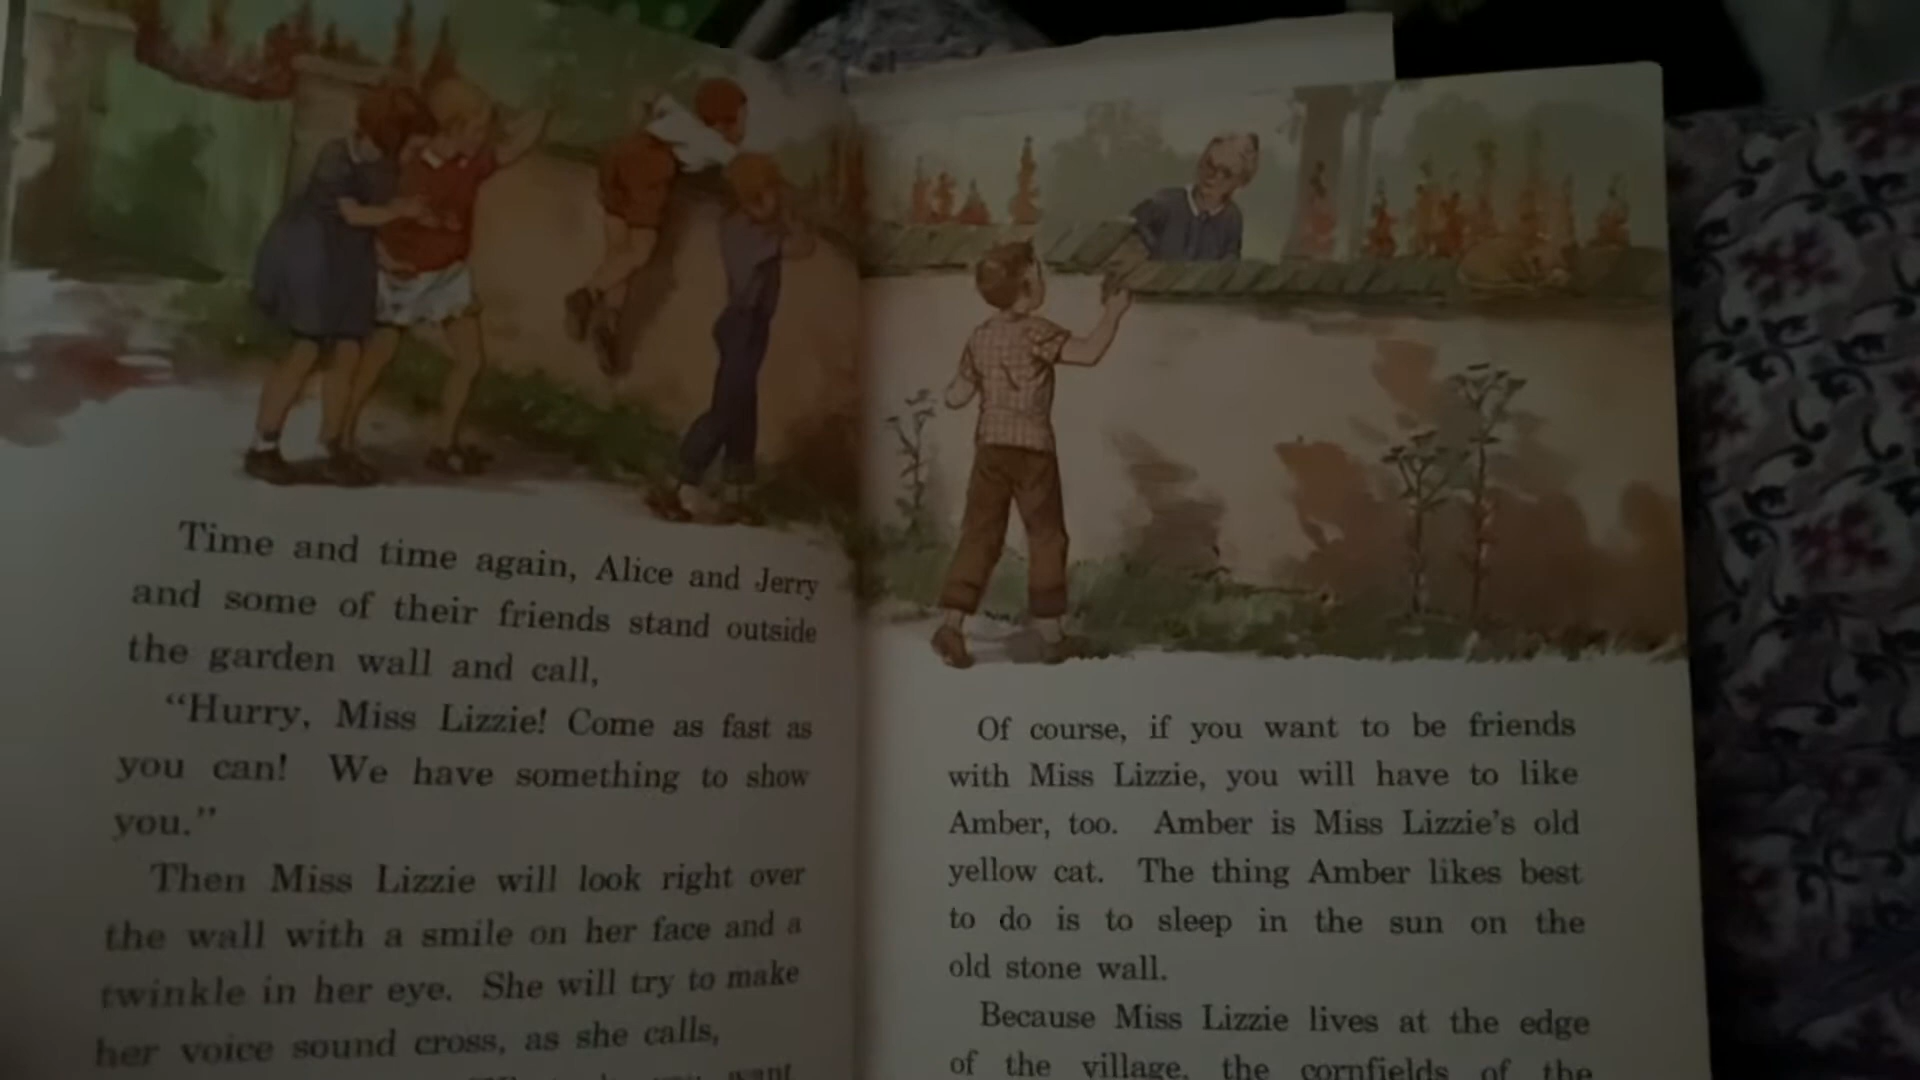 Time and time again, Alice and Jerry
and some of their friends stand outside
the garden wall and call,
“Hurry, Miss Lizzie! Come as fast as
you can! We have something to show
you.”
Then Miss Lizzie will look right over
the wall with a smile on her face and a
twinkle in her eye. She will try to make
her voice sound cross, as she calls,
want
Of course, if you want to be friends
with Miss Lizzie, you will have to like
Amber, too. Amber is Miss Lizzie's old
yellow cat. The thing Amber likes best
to do is to sleep in the sun on the
old stone wall.
Because Miss Lizzie lives at the edge
of the village, the cornfields of the